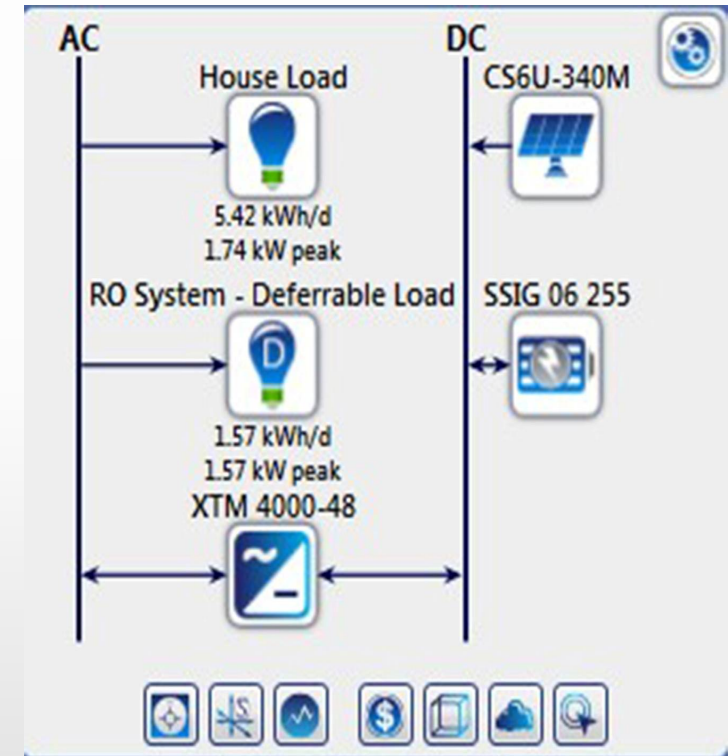 AC
DC
House Load
CS6U-340M
5.42 kWh/d
1.74 kW peak
RO System - Deferrable Load
SSIG 06 255
D
1.57 kWh/d
1.57 kW peak
XTM 4000-48
$